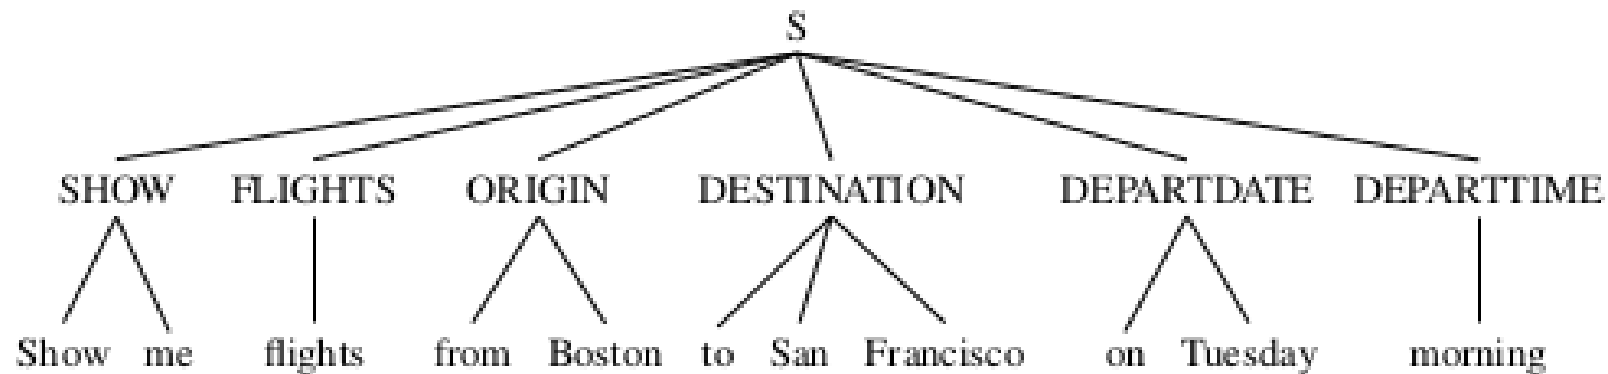 S
SHOW FLIGHTS ORIGIN DESTINATION DEPARTDATE DEPARTTIME
Show me flights from Boston to San Francisco on Tuesday morning